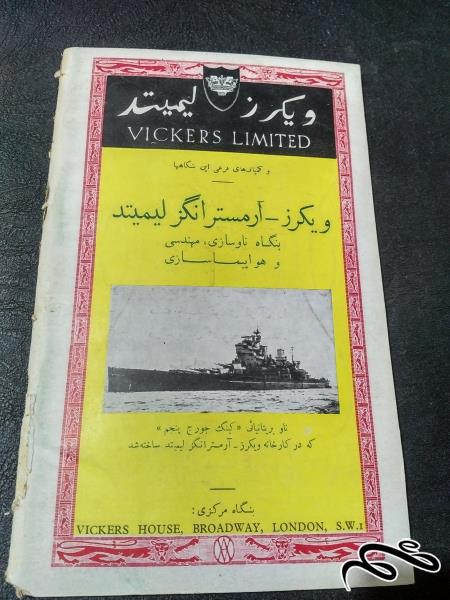 ویکرز لیمیتد
VICKERS LIMITED
و کمپانیهای فرعی این بنگاهها
ویکرز - آرمسترانگز لیمیتد
بنگاه ناوسازی، مهندسی
و هواپیماسازی
ناو بریتانیائی «کینگ جورج پنجم»
که در کارخانه ویکرز - آرمسترانگز لیمیتد ساخته شد
بنگاه مرکزی:
VICKERS HOUSE, BROADWAY, LONDON, S.W.1